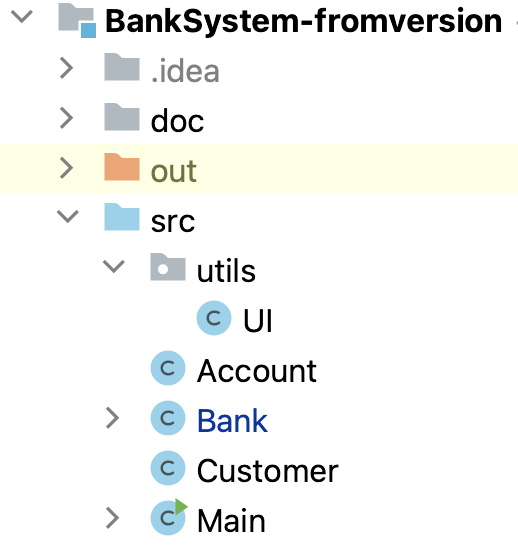 BankSystem-fromversion
.idea
doc
out
src
utils
C UI
C Account
C Bank
C Customer
C Main